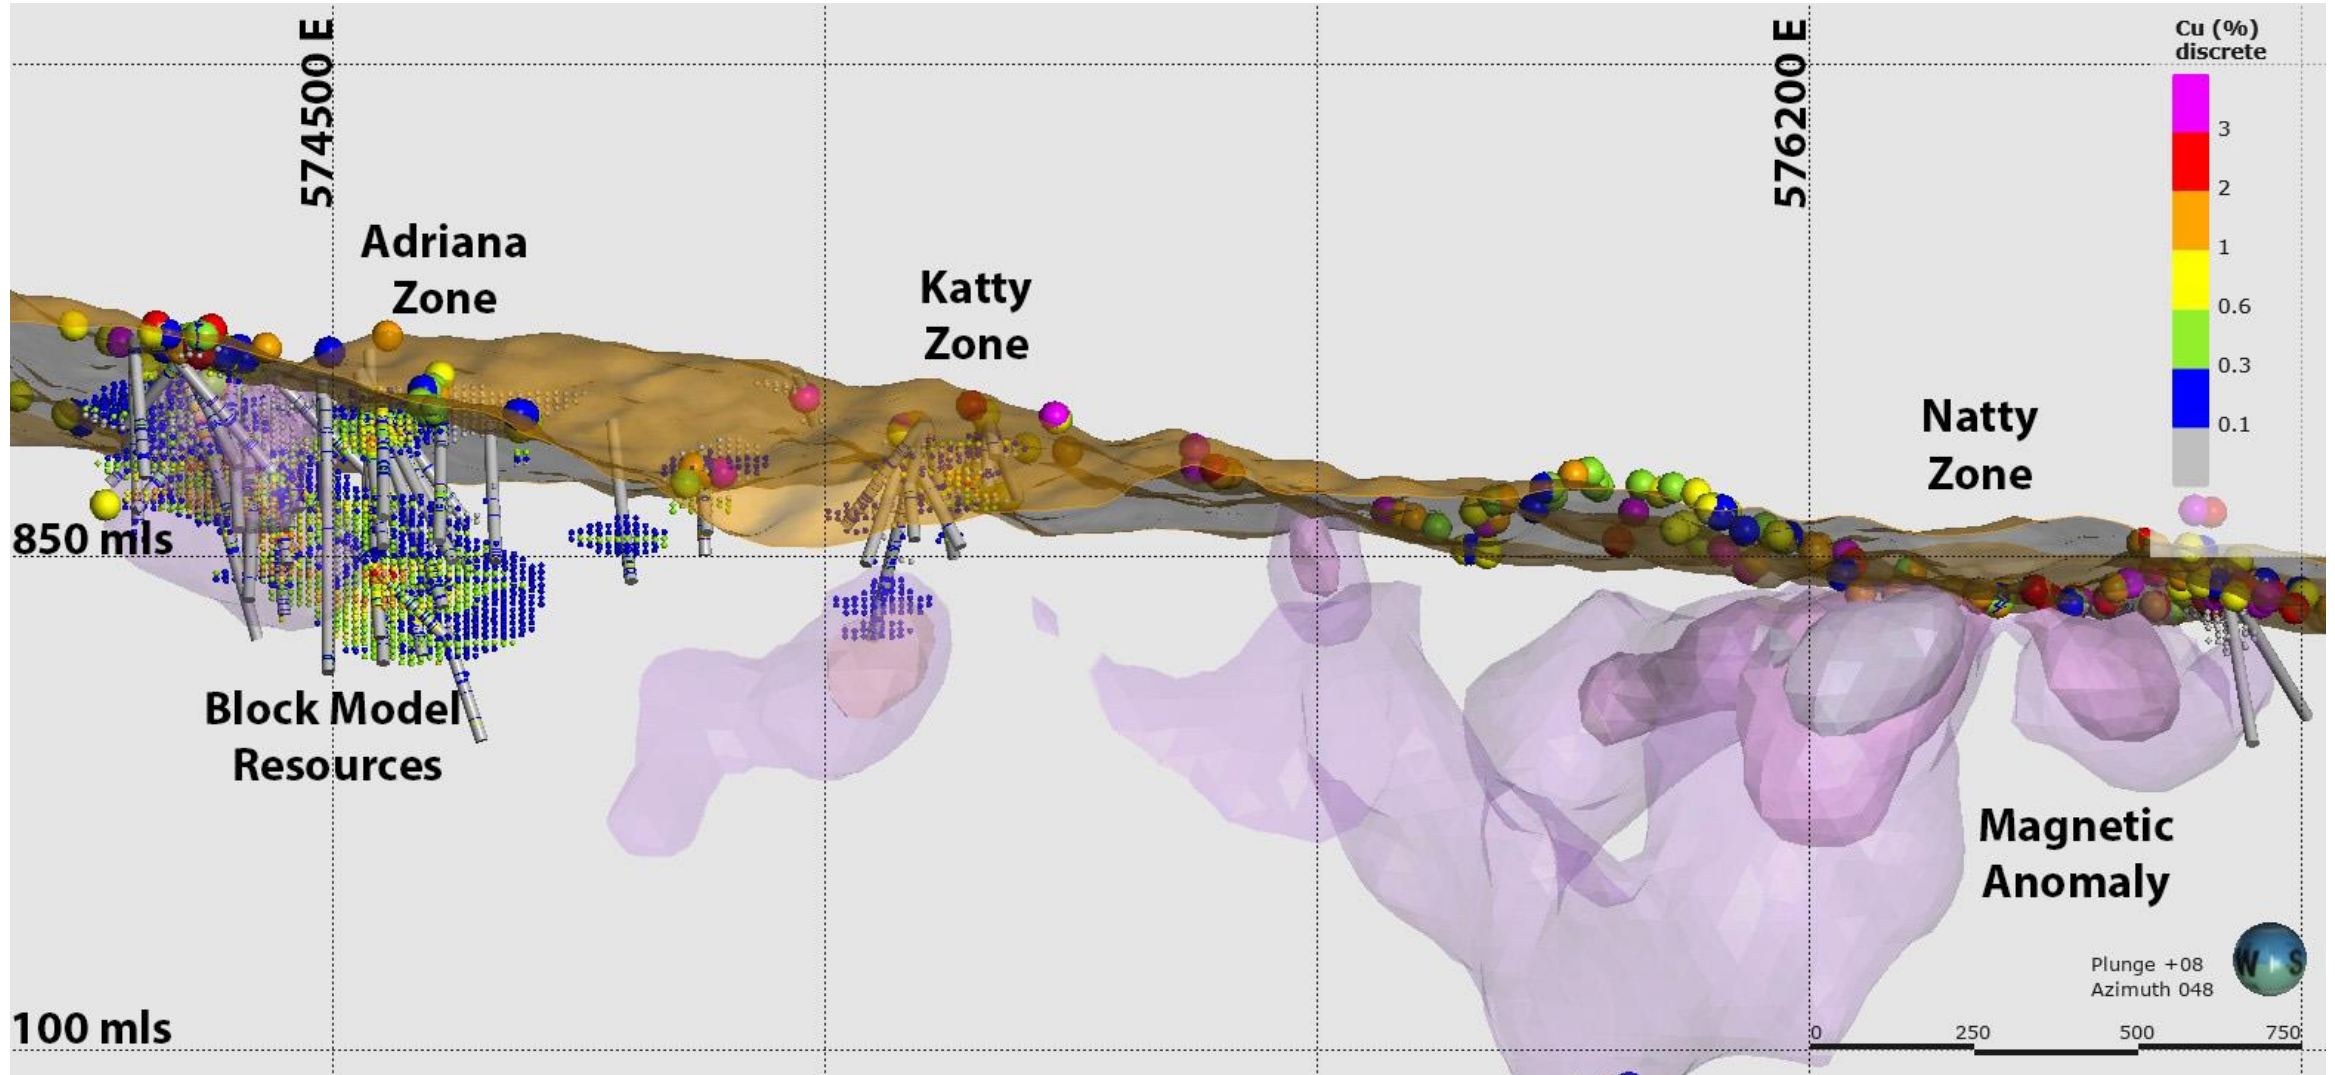 574500 E
576200 E
Cu (%)
discrete
3
2
1
0.6
0.3
0.1
Adriana
Zone
Katty
Zone
Natty
Zone
850 mls
Block Model
Resources
Magnetic
Anomaly
W S
Plunge +08
Azimuth 048
100 mls
0 250 500 750